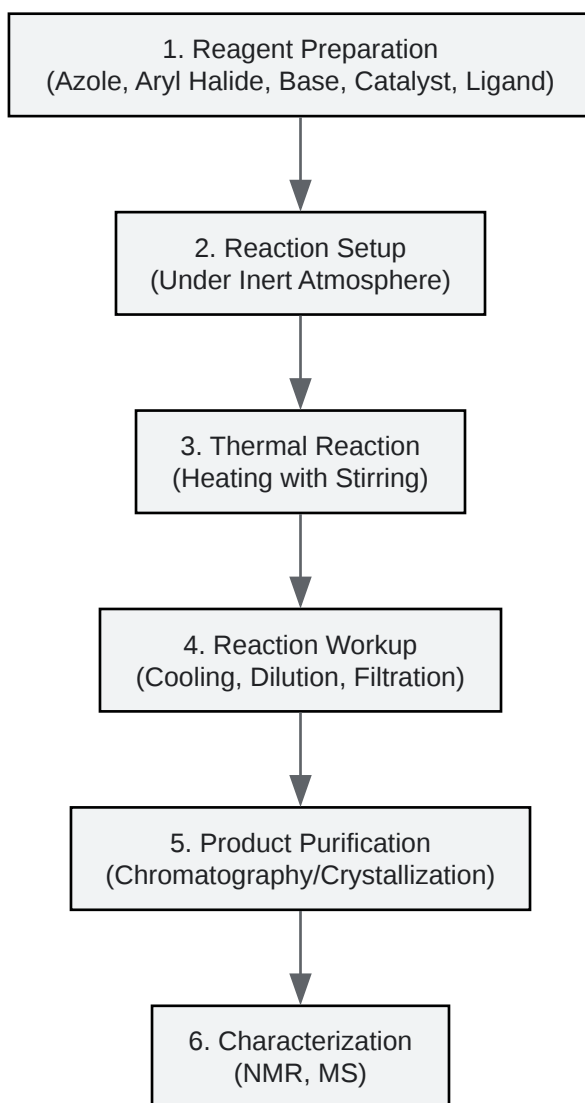 1. Reagent Preparation
(Azole, Aryl Halide, Base, Catalyst, Ligand)
2. Reaction Setup
(Under Inert Atmosphere)
3. Thermal Reaction
(Heating with Stirring)
4. Reaction Workup
(Cooling, Dilution, Filtration)
5. Product Purification
(Chromatography/Crystallization)
6. Characterization
(NMR, MS)